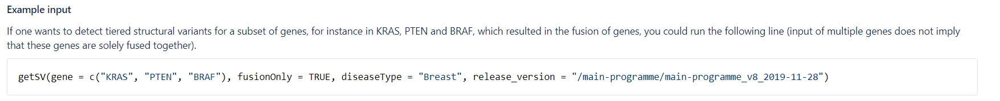 Example input
If one wants to detect tiered structural variants for a subset of genes, for instance in KRAS, PTEN and BRAF, which resulted in the fusion of genes, you could run the following line (input of multiple genes does not imply
that these genes are solely fused together).
getSV(gene = c("KRAS", "PTEN", "BRAF"), fusionOnly = TRUE, diseaseType = "Breast", release_version = "/main-programme/main-programme_v8_2019-11-28")